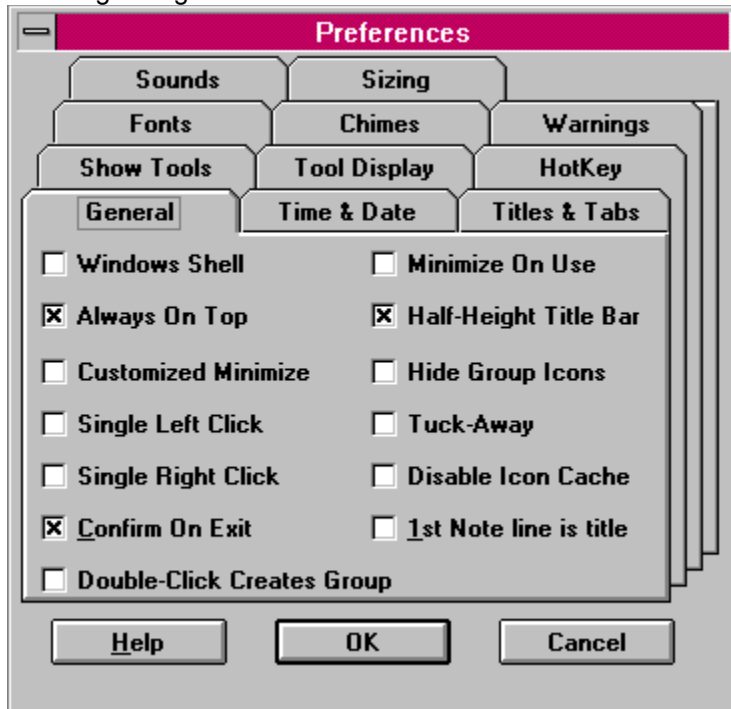 Preferences
Sounds Sizing
Fonts Chimes Warnings
Show Tools Tool Display HotKey
General Time & Date Titles & Tabs
Windows Shell Minimize On Use
Always On Top Half-Height Title Bar
Customized Minimize Hide Group Icons
Single Left Click Tuck-Away
Single Right Click Disable Icon Cache
Confirm On Exit 1st Note line is title
Double-Click Creates Group
Help OK Cancel